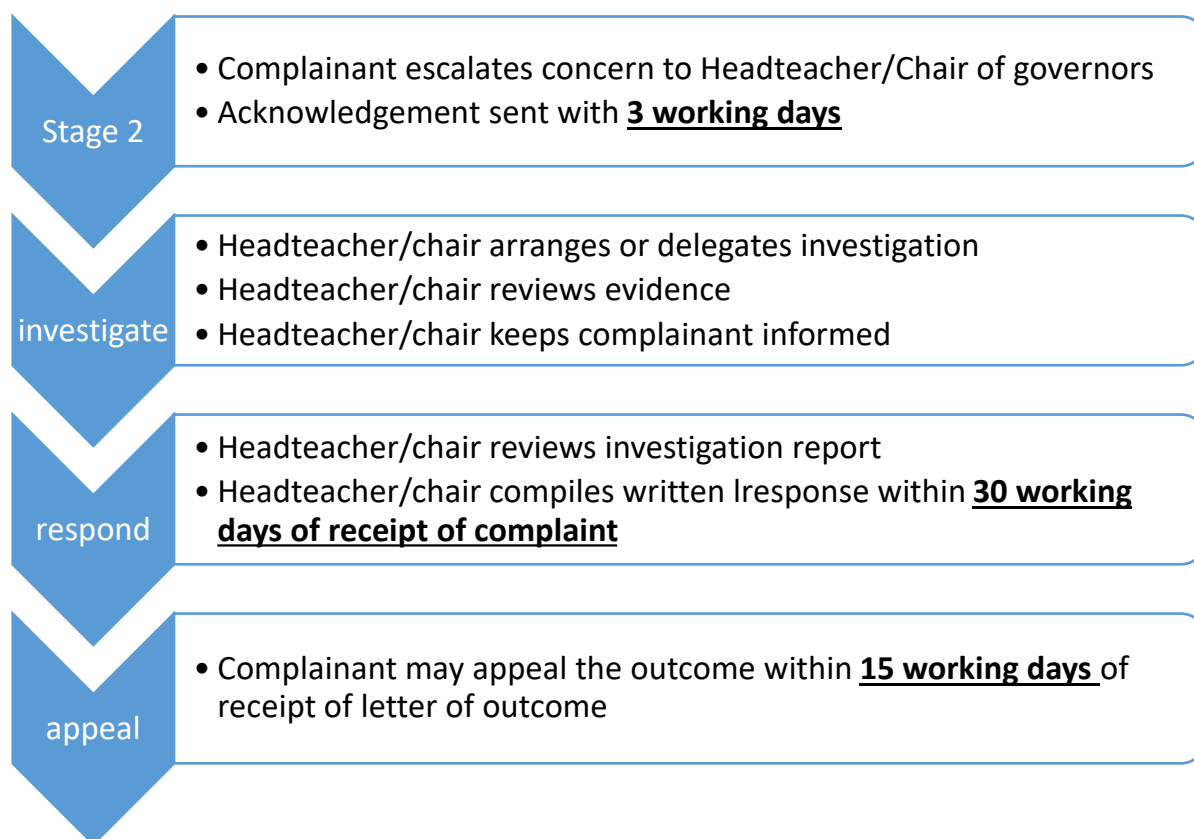 Stage 2
• Complainant escalates concern to Headteacher/Chair of governors
• Acknowledgement sent with 3 working days
investigate
• Headteacher/chair arranges or delegates investigation
• Headteacher/chair reviews evidence
• Headteacher/chair keeps complainant informed
respond
• Headteacher/chair reviews investigation report
• Headteacher/chair compiles written lresponse within 30 working
days of receipt of complaint
appeal
• Complainant may appeal the outcome within 15 working days of
receipt of letter of outcome